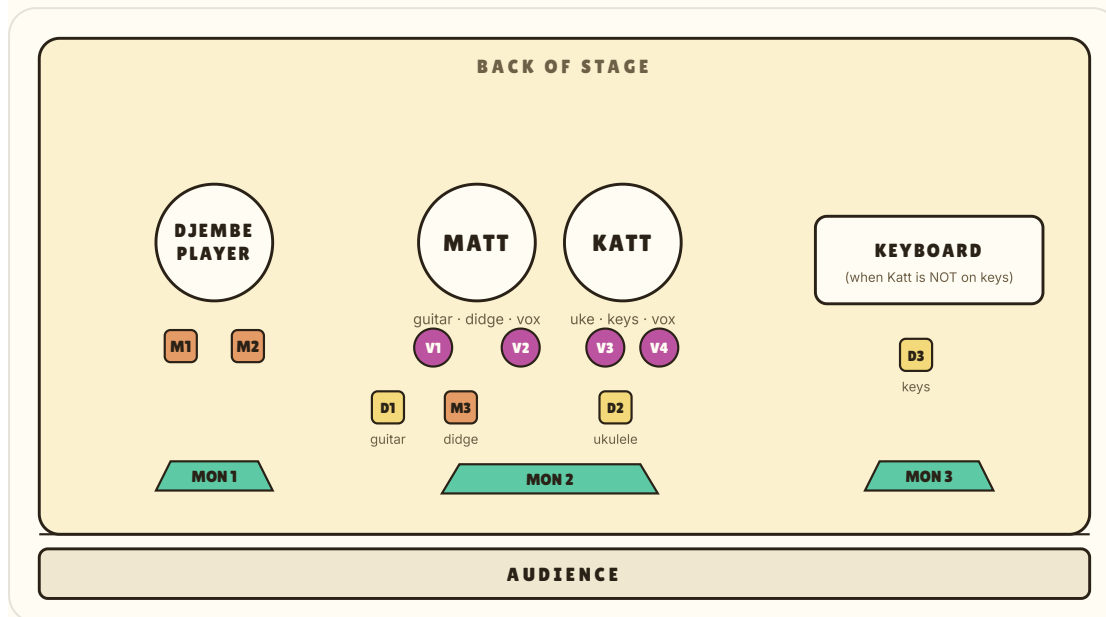 BACK OF STAGE
DJEMBE
PLAYER
MATT
KATT
KEYBOARD
(when Katt is NOT on keys)
guitar · didge · vox
uke · keys · vox
M1
M2
V1
V2
V3
V4
D3
keys
D1
M3
D2
guitar
didge
ukulele
MON 1
MON 2
MON 3
AUDIENCE